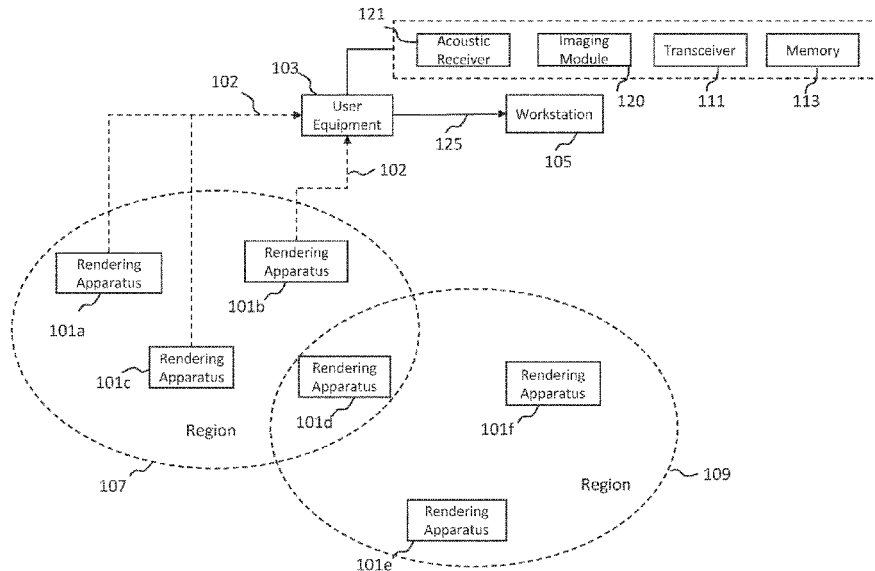 121
Acoustic
Receiver
Imaging
Module
Transceiver
Memory
103
120
111
113
102
User
Equipment
Workstation
125
105
102
Rendering
Apparatus
Rendering
Apparatus
101a
101b
Rendering
Apparatus
101c
Rendering
Apparatus
Rendering
Apparatus
101d
101f
Region
107
Region
109
Rendering
Apparatus
101e